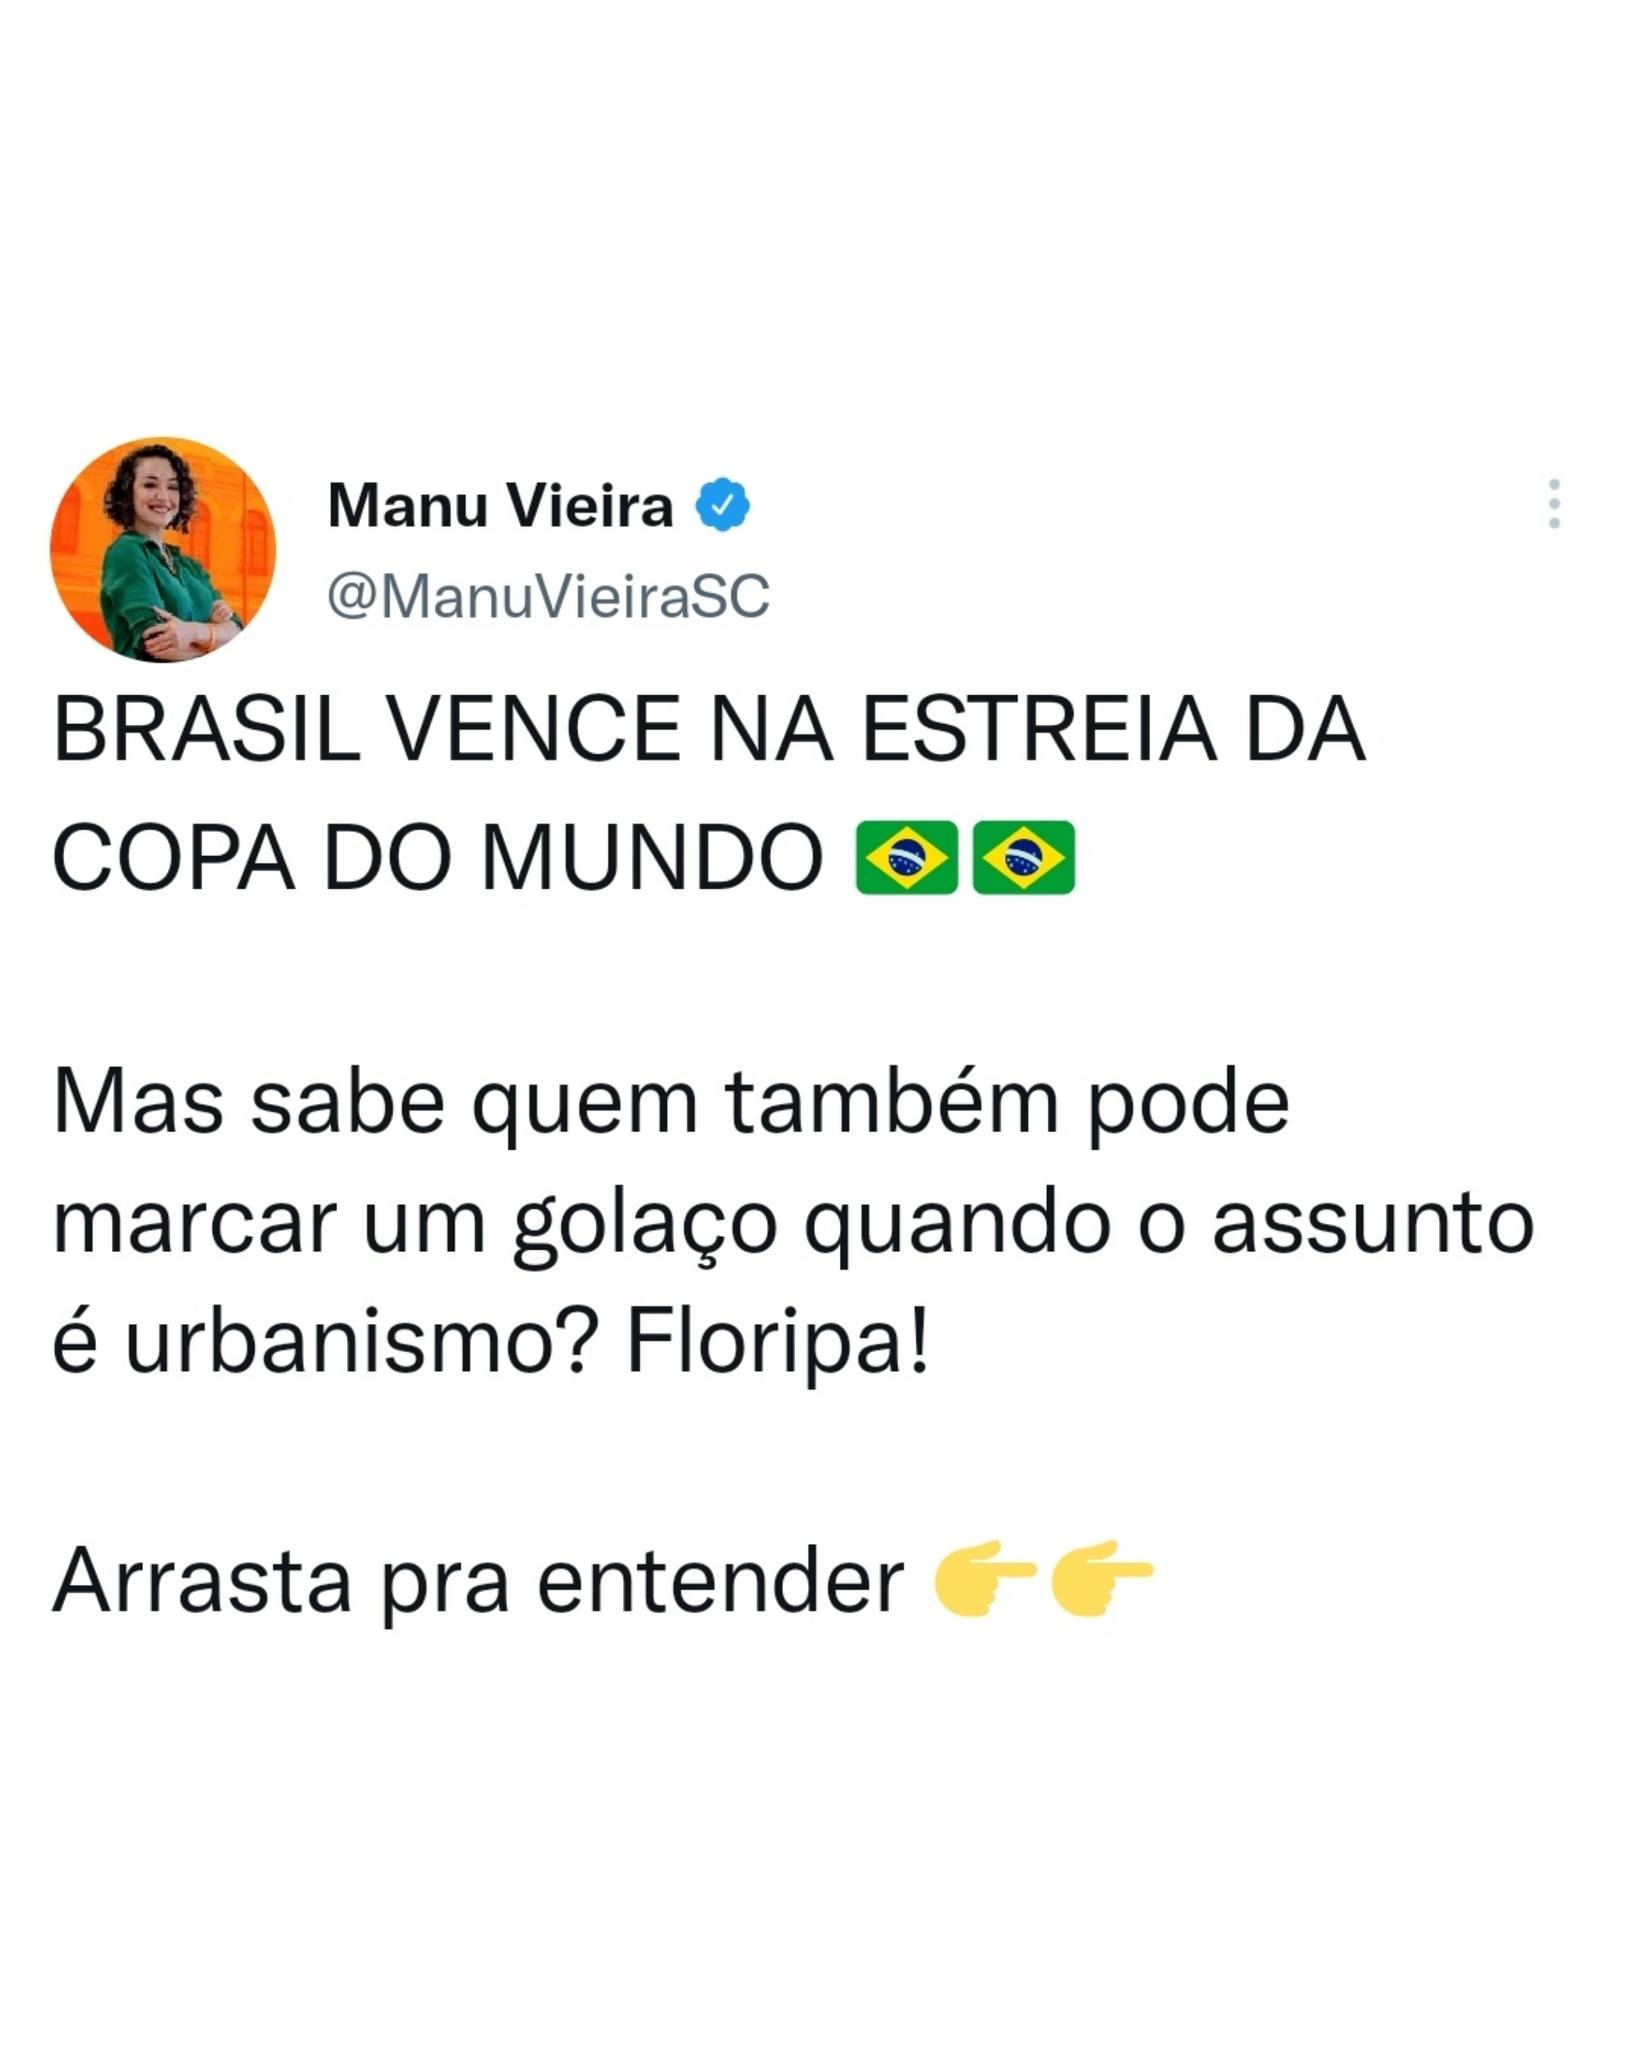 Manu Vieira
@ManuVieiraSC
BRASIL VENCE NA ESTREIA DA
COPA DO MUNDO 🇧🇷🇧🇷
Mas sabe quem também pode
marcar um golaço quando o assunto
é urbanismo? Floripa!
Arrasta pra entender 👉👉